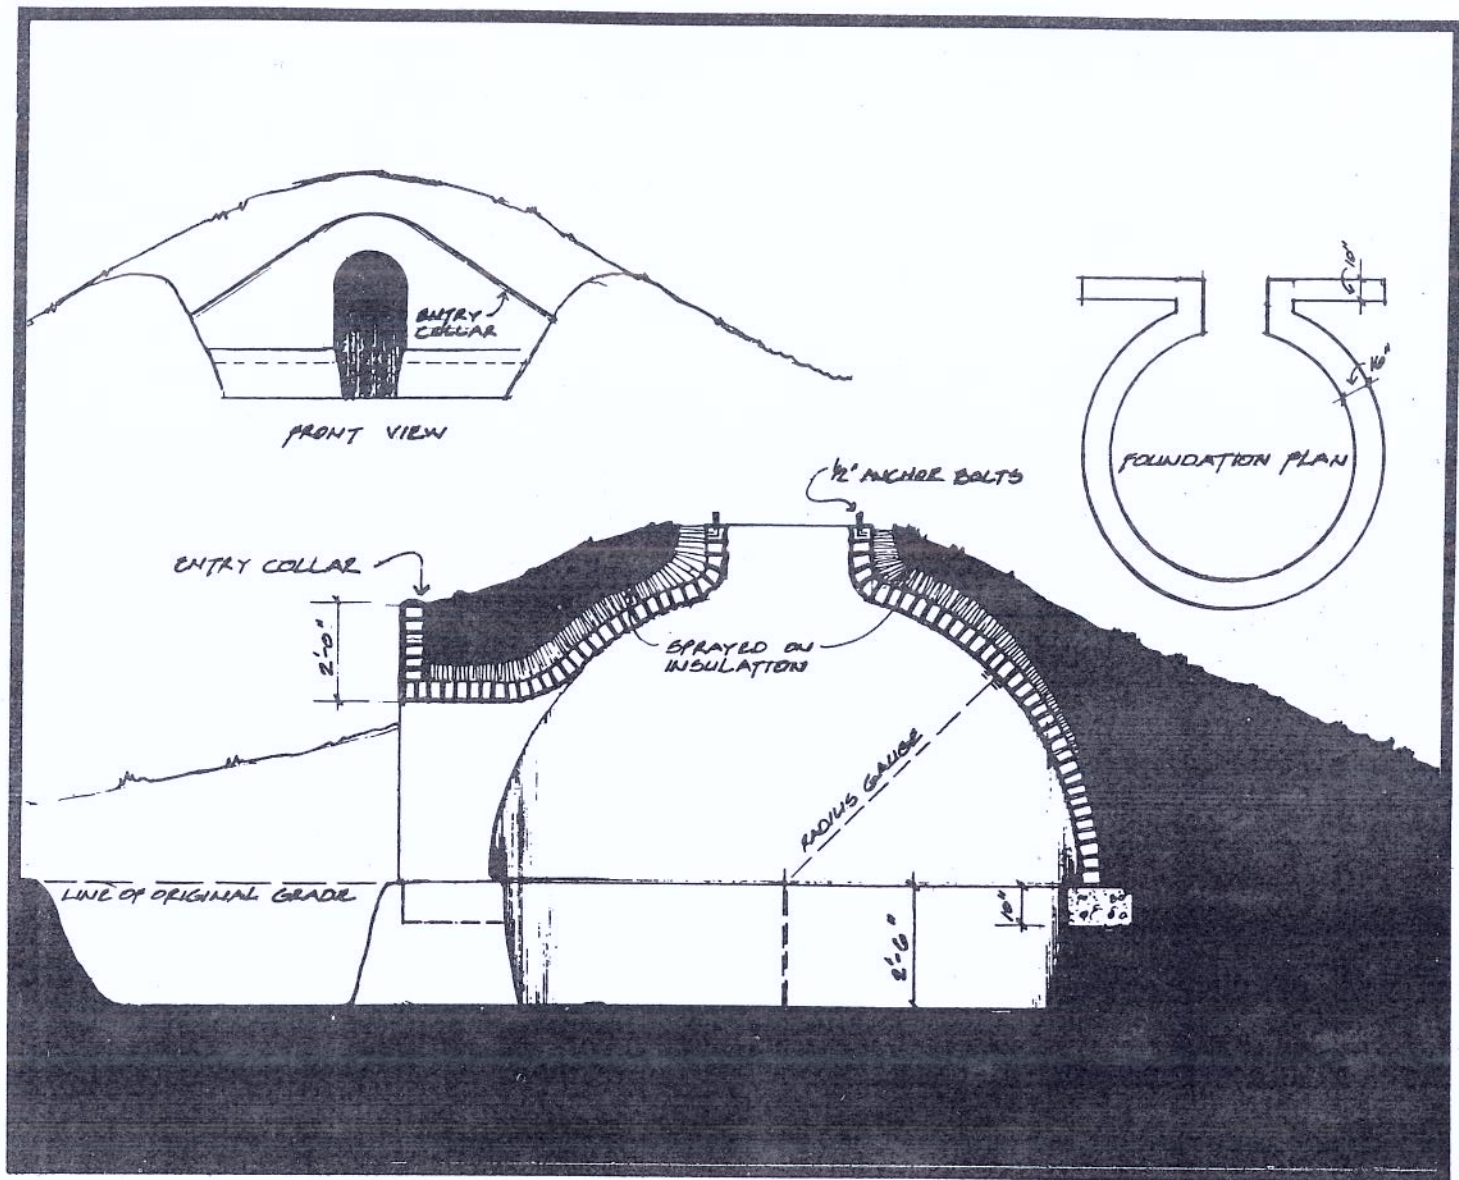 ENTRY
COLLAR
FRONT VIEW
10"
16"
FOUNDATION PLAN
1/2" ANCHOR BOLTS
ENTRY COLLAR
2'-0"
SPRAYED ON
INSULATION
RADIUS GAUGE
LINE OF ORIGINAL GRADE
10"
2'-6"